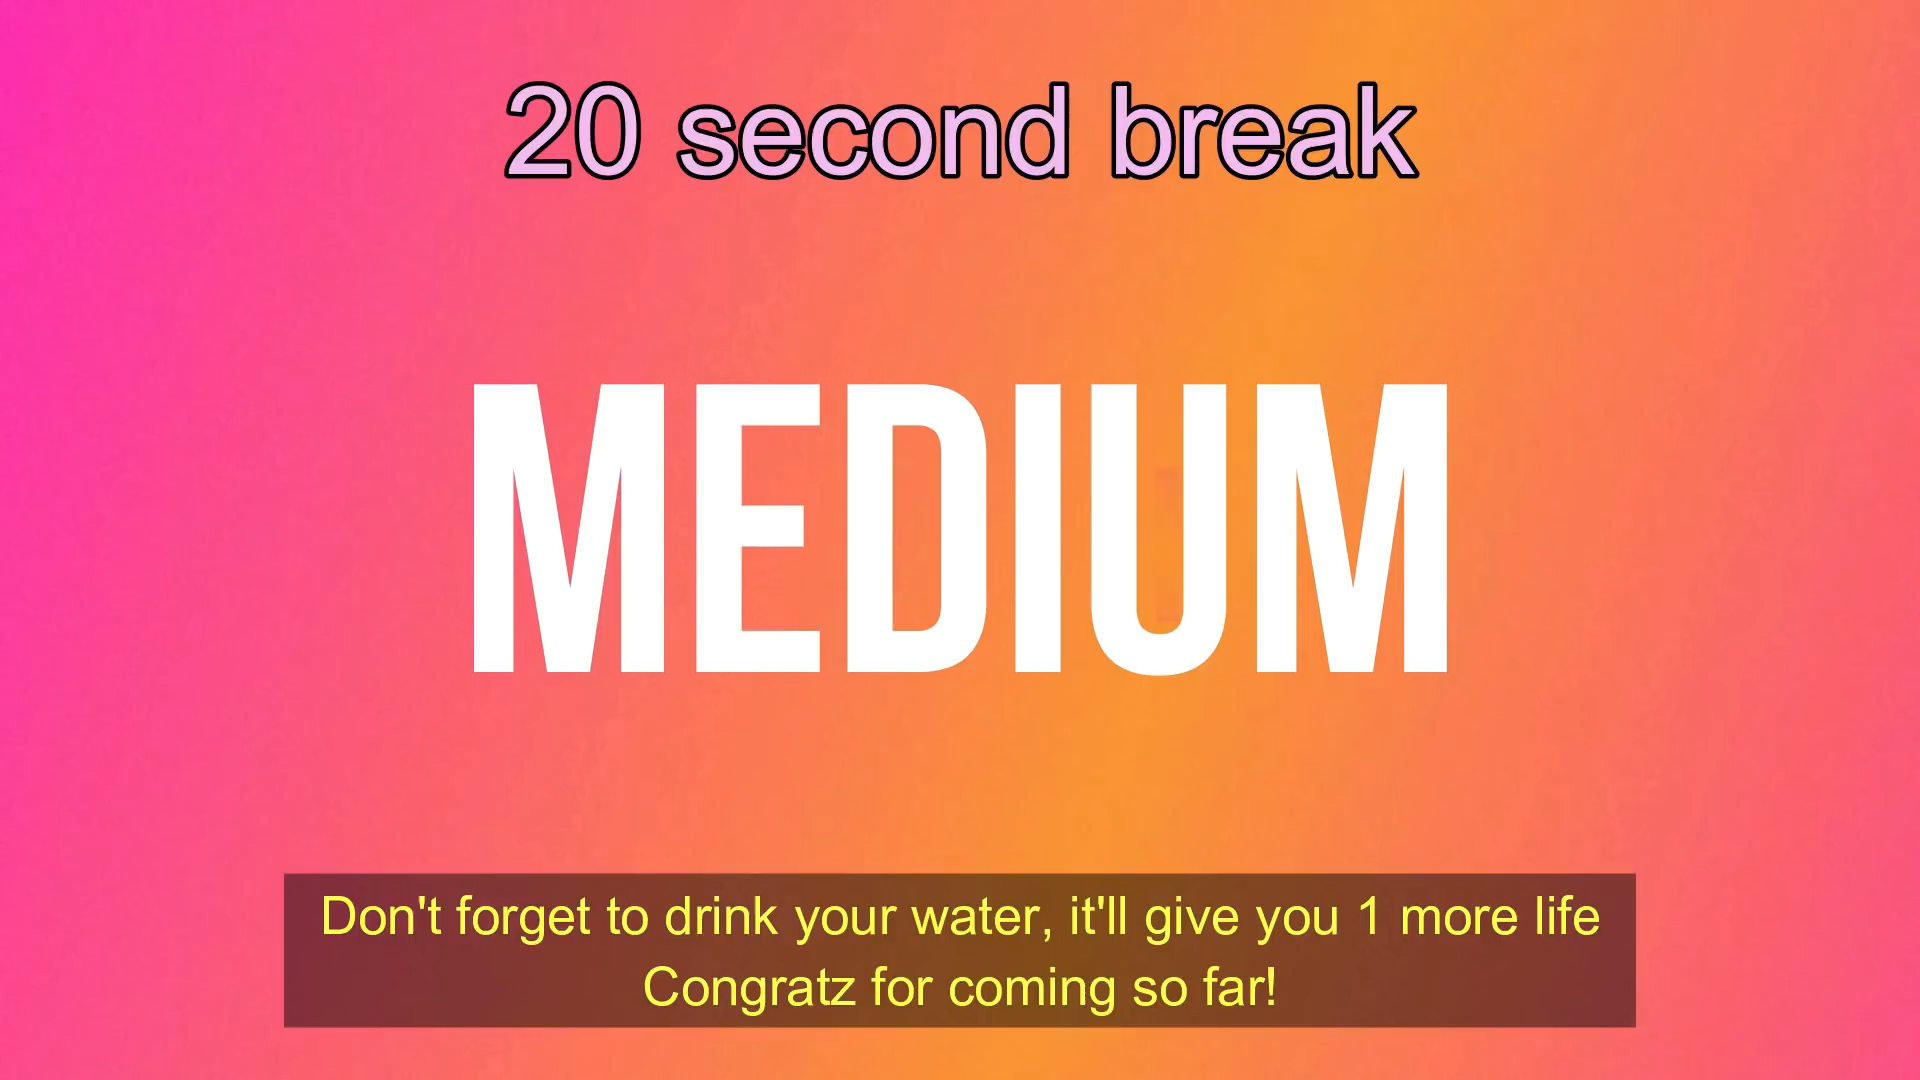 20 second break
MEDIUM
Don't forget to drink your water, it'll give you 1 more life
Congratz for coming so far!